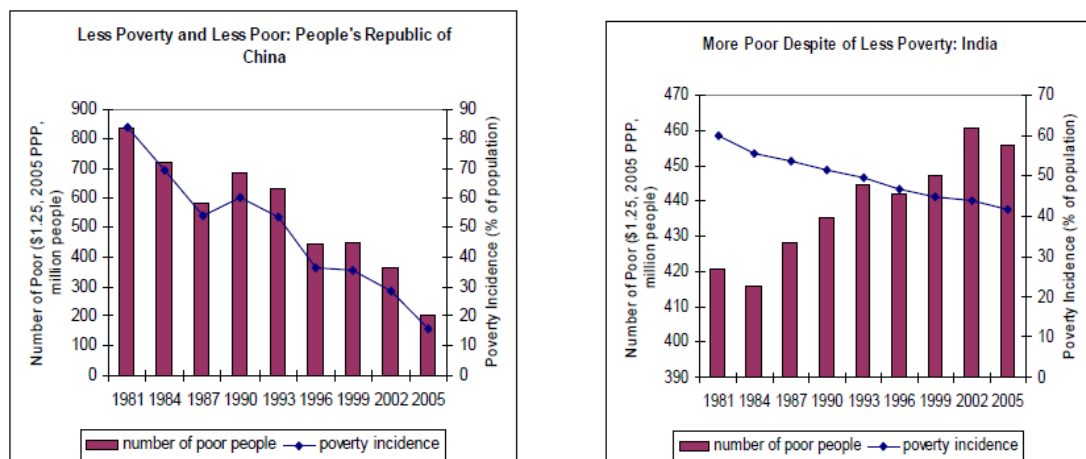 Less Poverty and Less Poor: People's Republic of
China
Number of Poor ($1.25, 2005 PPP,
million people)
900
800
700
600
500
400
300
200
100
0
90
80
70
60
50
40
30
20
10
0
Poverty Incidence (% of population)
1981 1984 1987 1990 1993 1996 1999 2002 2005
number of poor people poverty incidence
More Poor Despite of Less Poverty: India
Number of Poor ($1.25, 2005 PPP,
million people)
470
460
450
440
430
420
410
400
390
70
60
50
40
30
20
10
0
Poverty Incidence (% of population)
1981 1984 1987 1990 1993 1996 1999 2002 2005
number of poor people poverty incidence